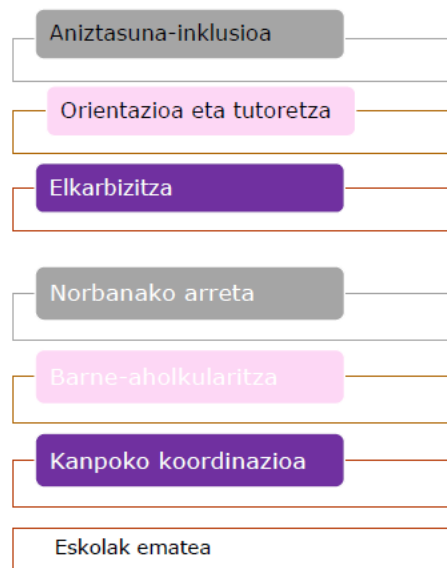 Aniztasuna-inklusioa
Orientazioa eta tutoretza
Elkarbizitza
Norbanako arreta
Barne-aholkularitza
Kanpoko koordinazioa
Eskolak ematea